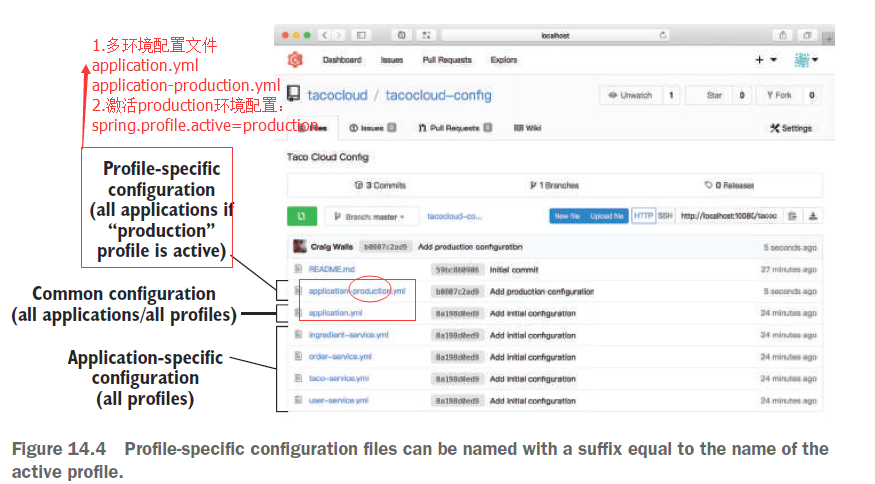 1.多环境配置文件
application.yml
application-production.yml
2.激活production环境配置：
spring.profile.active=production
Profile-specific
configuration
(all applications if
“production”
profile is active)
Common configuration
(all applications/all profiles)
Application-specific
configuration
(all profiles)
localhost
Dashboard Issues Pull Requests Explore
tacocloud / tacocloud-config
Unwatch 1 Star 0 Fork 0
Files Issues 0 Pull Requests 0 Wiki Settings
Taco Cloud Config
3 Commits 1 Branches 0 Releases
Branch: master tacocloud-co... New file Upload file HTTP SSH http://localhost:10080/tacoc
Craig Walls b0007c2ad9 Add production configuration 5 seconds ago
README.md Initial commit 27 minutes ago
application-production.yml b0007c2ad9 Add production configuration 5 seconds ago
application.yml 8a198d0ed9 Add initial configuration 24 minutes ago
ingredient-service.yml 8a198d0ed9 Add initial configuration 24 minutes ago
order-service.yml 8a198d0ed9 Add initial configuration 24 minutes ago
taco-service.yml 8a198d0ed9 Add initial configuration 24 minutes ago
user-service.yml 8a198d0ed9 Add initial configuration 24 minutes ago
Figure 14.4 Profile-specific configuration files can be named with a suffix equal to the name of the
active profile.